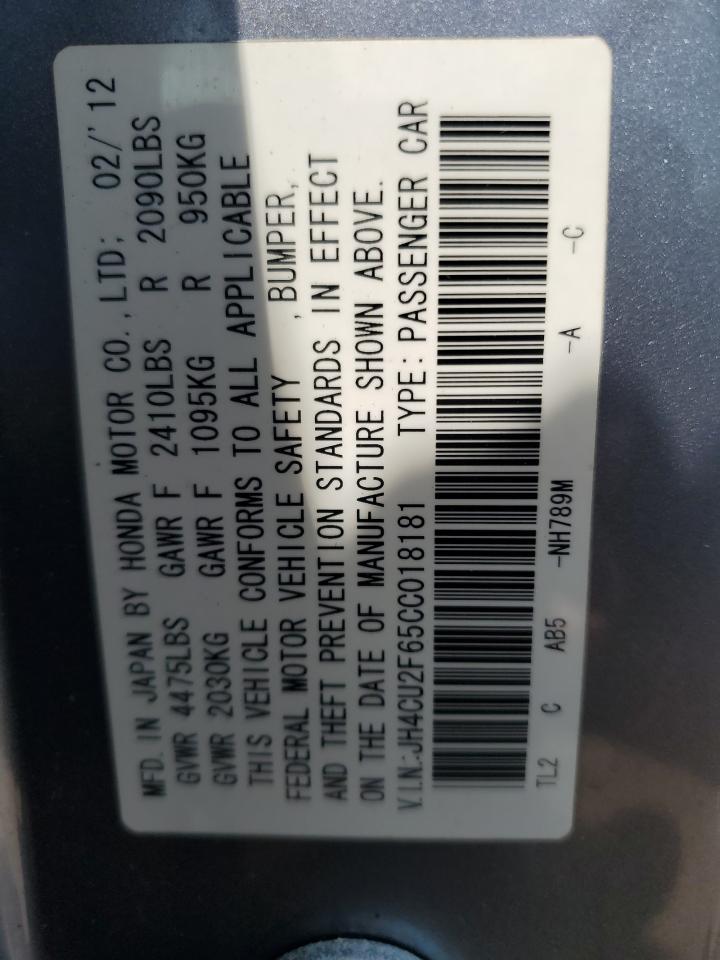 MFD. IN JAPAN BY HONDA MOTOR CO., LTD; 02/'12
GVWR 4475LBS GAWR F 2410LBS R 2090LBS
GVWR 2030KG GAWR F 1095KG R 950KG
THIS VEHICLE CONFORMS TO ALL APPLICABLE
FEDERAL MOTOR VEHICLE SAFETY , BUMPER,
AND THEFT PREVENTION STANDARDS IN EFFECT
ON THE DATE OF MANUFACTURE SHOWN ABOVE.
V.I.N.:JH4CU2F65CC018181 TYPE:PASSENGER CAR
TL2 C AB5 -NH789M -A -C